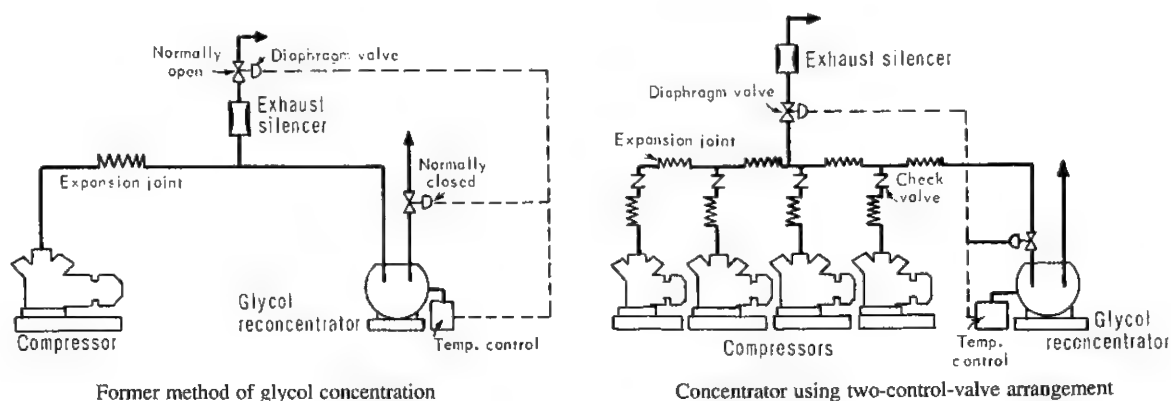 Normally
open
Diaphragm valve
Exhaust
silencer
Expansion joint
Normally
closed
Glycol
reconcentrator
Compressor
Temp. control
Former method of glycol concentration
Exhaust silencer
Diaphragm valve
Expansion joint
Check
valve
Compressors
Temp.
control
Glycol
reconcentrator
Concentrator using two-control-valve arrangement